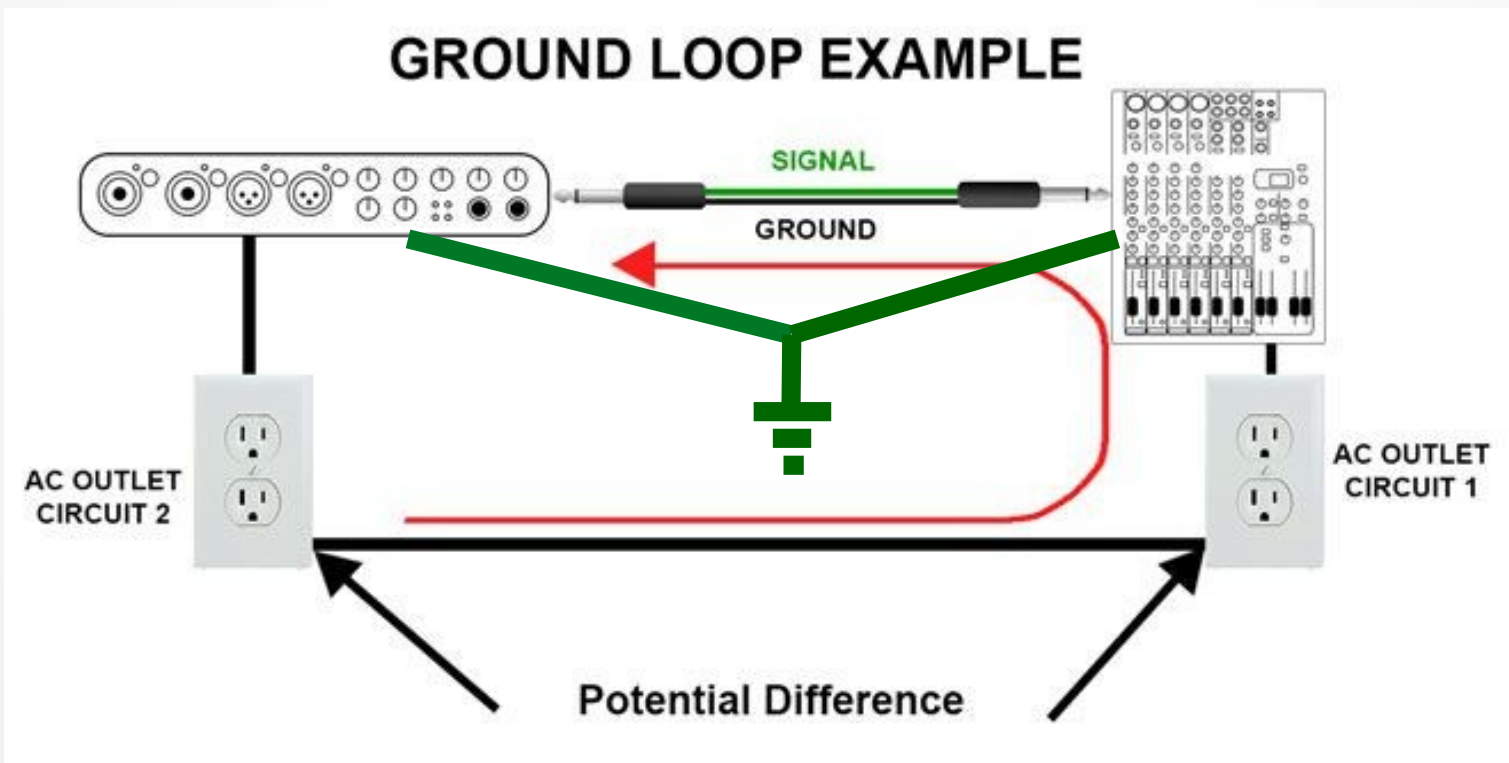 GROUND LOOP EXAMPLE
SIGNAL
GROUND
AC OUTLET
CIRCUIT 2
AC OUTLET
CIRCUIT 1
Potential Difference